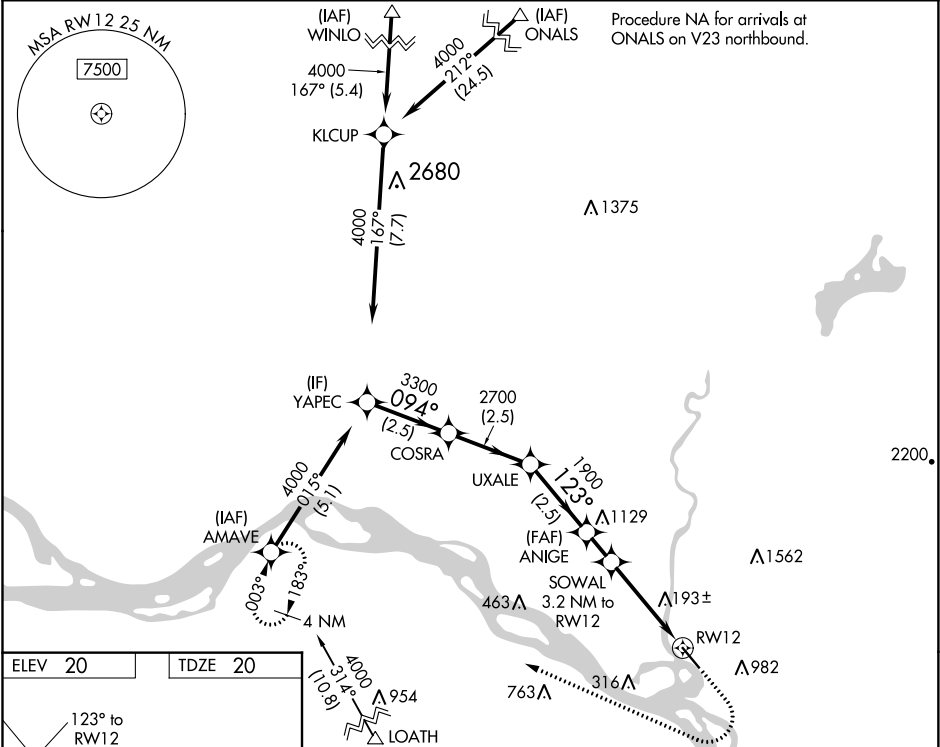 MSA RW12 25 NM
7500
(IAF)
WINLO
(IAF)
ONALS
Procedure NA for arrivals at
ONALS on V23 northbound.
4000
167° (5.4)
4000
212°
(24.5)
KLCUP
2680
1375
4000
167°
(7.7)
(IF)
YAPEC
3300
094°
(2.5)
2700
(2.5)
COSRA
UXALE
1900
123°
(2.5)
2200
4000
015°
(5.1)
(IAF)
AMAVE
1129
(FAF)
ANIGE
1562
SOWAL
3.2 NM to
RW12
003°
183°
4 NM
463
193±
RW12
982
316
763
4000
314°
(10.8)
954
LOATH
ELEV 20
TDZE 20
123° to
RW12